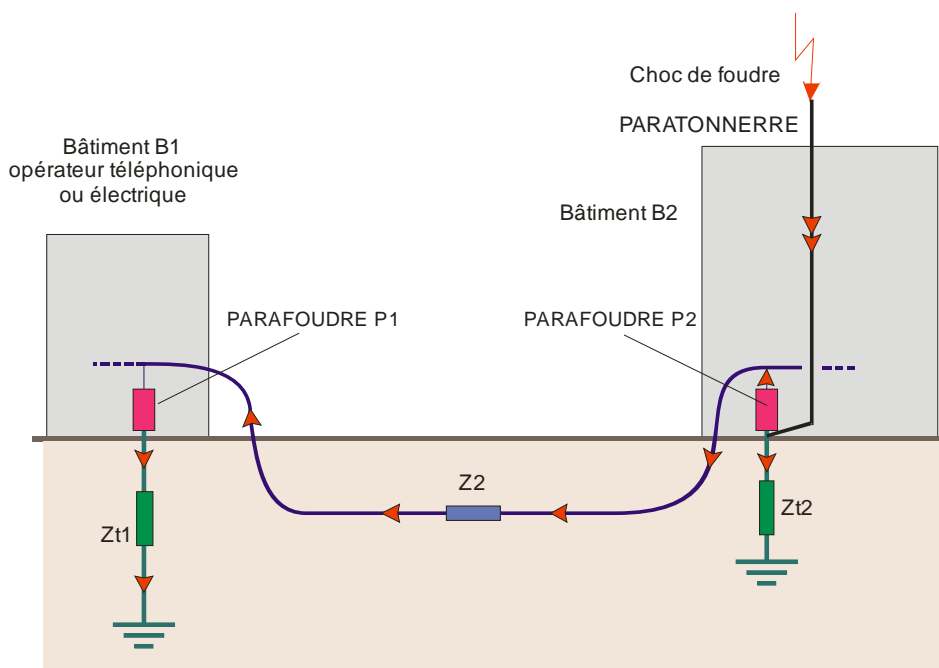 Choc de foudre
PARATONNERRE
Bâtiment B1
opérateur téléphonique
ou électrique
Bâtiment B2
PARAFOUDRE P1
PARAFOUDRE P2
Z2
Zt1
Zt2